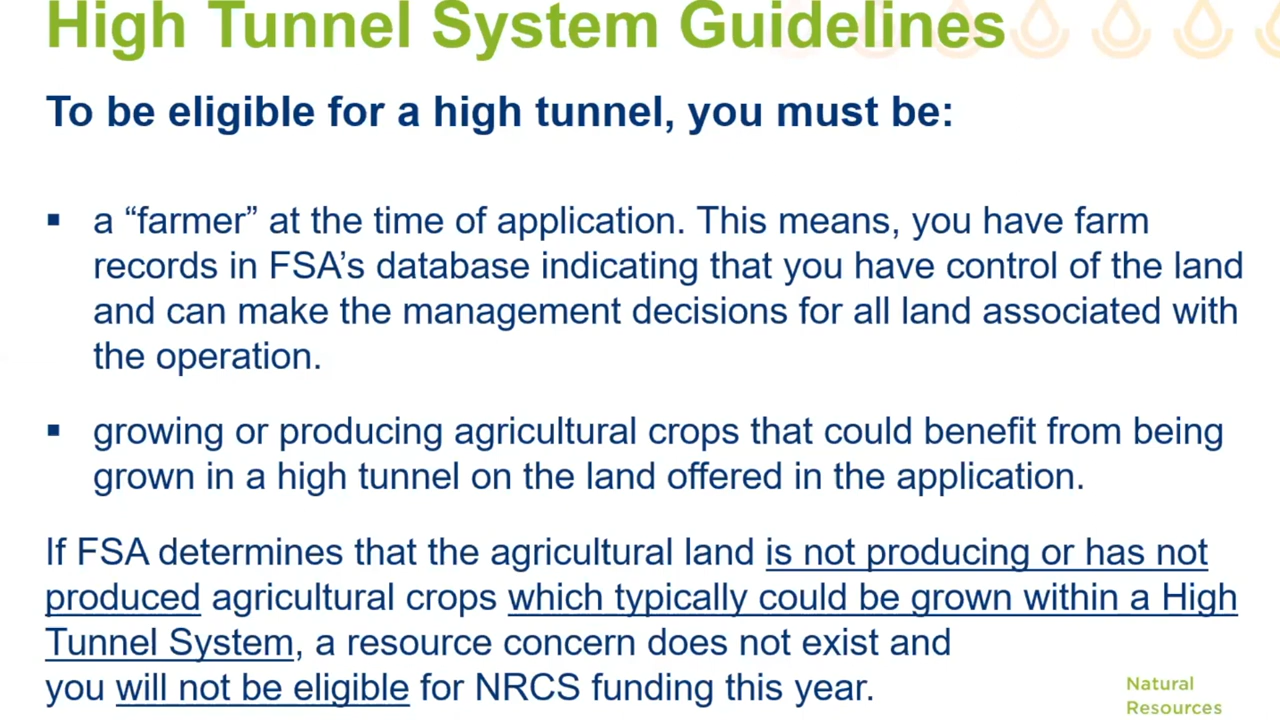 High Tunnel System Guidelines
To be eligible for a high tunnel, you must be:
▪ a “farmer” at the time of application. This means, you have farm
records in FSA’s database indicating that you have control of the land
and can make the management decisions for all land associated with
the operation.
▪ growing or producing agricultural crops that could benefit from being
grown in a high tunnel on the land offered in the application.
If FSA determines that the agricultural land is not producing or has not
produced agricultural crops which typically could be grown within a High
Tunnel System, a resource concern does not exist and
you will not be eligible for NRCS funding this year.
Natural
Resources